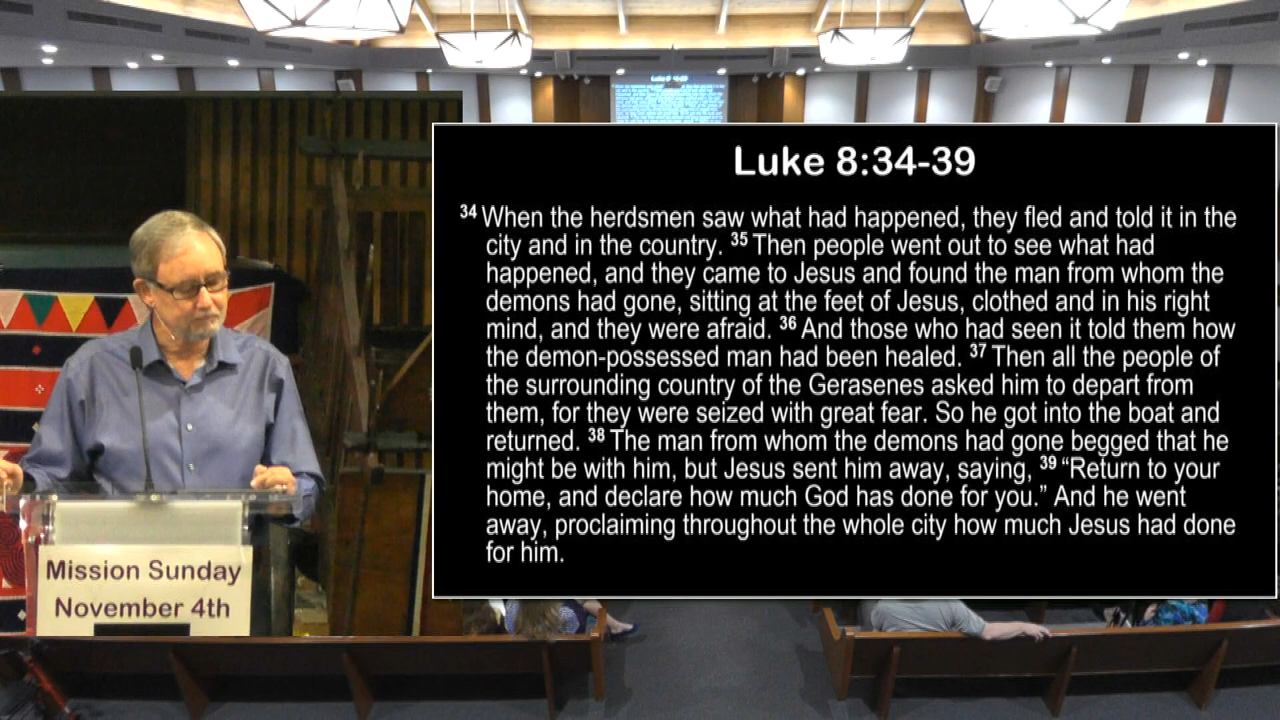 Luke 8:34-39
34 When the herdsmen saw what had happened, they fled and told it in the
city and in the country. 35 Then people went out to see what had
happened, and they came to Jesus and found the man from whom the
demons had gone, sitting at the feet of Jesus, clothed and in his right
mind, and they were afraid. 36 And those who had seen it told them how
the demon-possessed man had been healed. 37 Then all the people of
the surrounding country of the Gerasenes asked him to depart from
them, for they were seized with great fear. So he got into the boat and
returned. 38 The man from whom the demons had gone begged that he
might be with him, but Jesus sent him away, saying, 39 “Return to your
home, and declare how much God has done for you.” And he went
away, proclaiming throughout the whole city how much Jesus had done
for him.
Mission Sunday
November 4th